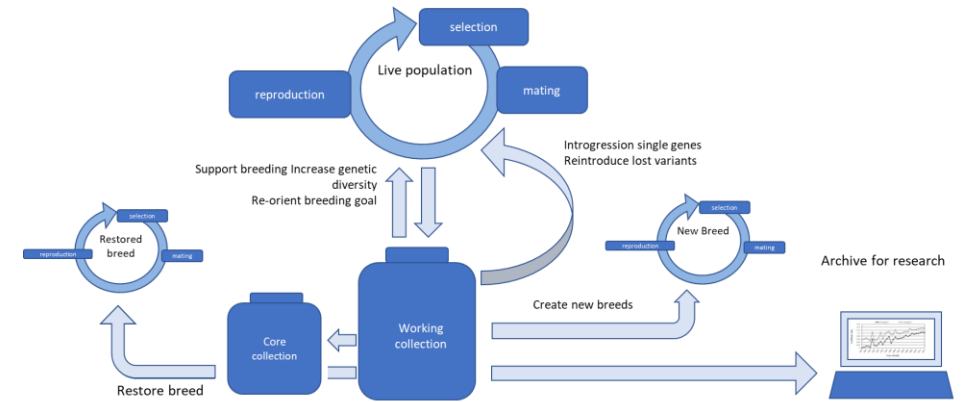 selection
Live population
reproduction
mating
Introgression single genes
Reintroduce lost variants
Support breeding Increase genetic
diversity
Re-orient breeding goal
selection
Restored
breed
reproduction
mating
selection
New Breed
reproduction
mating
Archive for research
Create new breeds
Working
collection
Core
collection
Restore breed